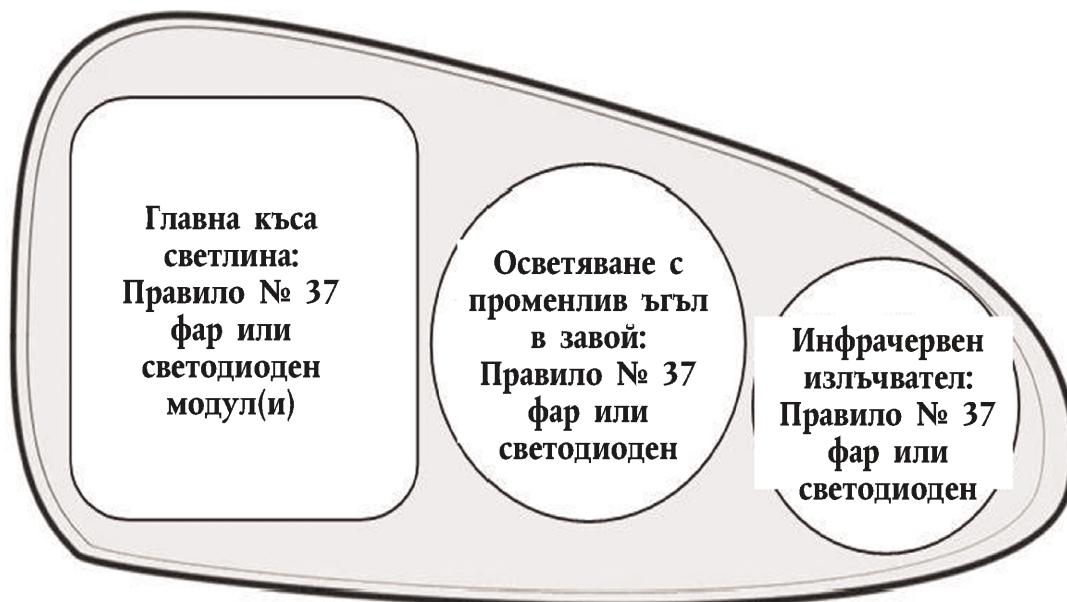 Главна къса
светлина:
Правило № 37
фар или
светодиоден
модул(и)
Осветяване с
променлив ъгъл
в завой:
Правило № 37
фар или
светодиоден
Инфрачервен
излъчвател:
Правило № 37
фар или
светодиоден